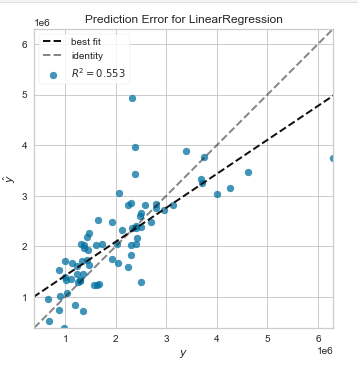 Prediction Error for LinearRegression
1e6
best fit
identity
R² = 0.553
6
5
4
3
2
1
ŷ
1 2 3 4 5 6
y
1e6